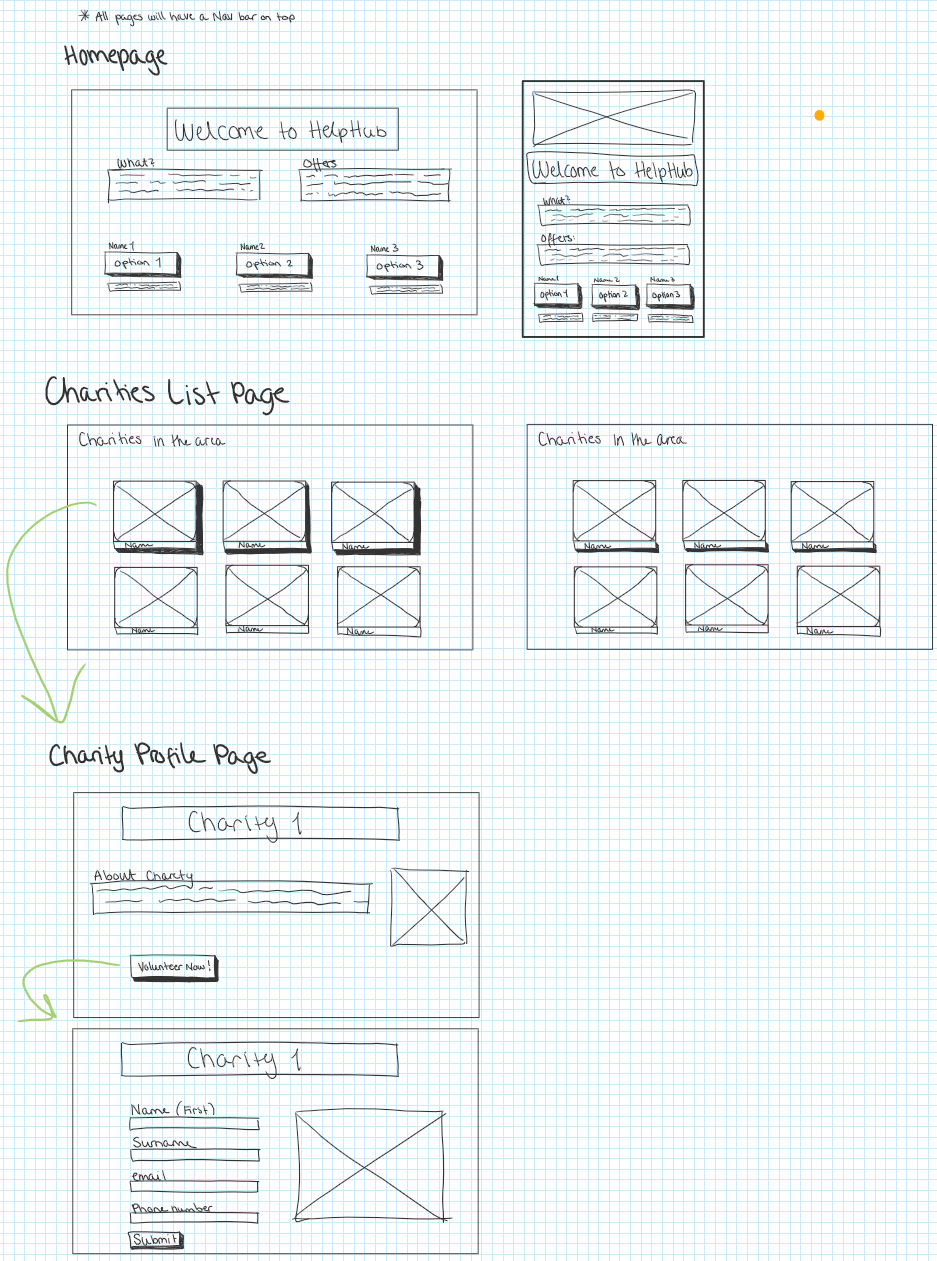 * All pages will have a Nav bar on top
Homepage
Welcome to HelpHub
What?
Offers
Name 1
Name 2
Name 3
Option 1
Option 2
Option 3
Welcome to HelpHub
What?
Offers:
Name 1
Name 2
Name 3
Option 1
Option 2
Option 3
Charities List Page
Charities in the area
Name
Name
Name
Name
Name
Name
Charities in the area
Name
Name
Name
Name
Name
Name
Charity Profile Page
Charity 1
About Charity
Volunteer Now!
Charity 1
Name (First)
Surname
email
Phone number
Submit